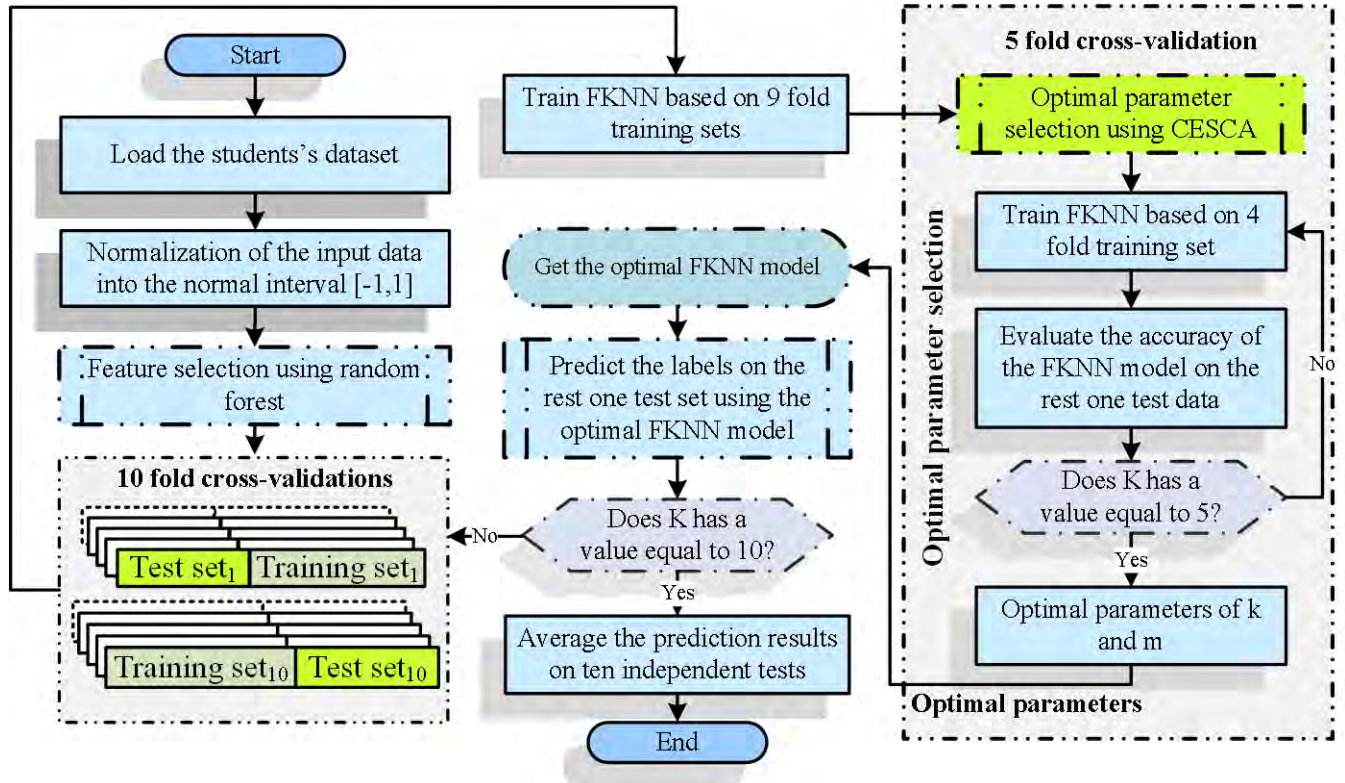 Start
Load the students's dataset
Normalization of the input data
into the normal interval [-1,1]
Feature selection using random
forest
10 fold cross-validations
Test set1 Training set1
Training set10 Test set10
Train FKNN based on 9 fold
training sets
Get the optimal FKNN model
Predict the labels on the
rest one test set using the
optimal FKNN model
Does K has a
value equal to 10?
No
Yes
Average the prediction results
on ten independent tests
End
5 fold cross-validation
Optimal parameter
selection using CESCA
Train FKNN based on 4
fold training set
Evaluate the accuracy of
the FKNN model on the
rest one test data
Does K has a
value equal to 5?
No
Yes
Optimal parameters of k
and m
Optimal parameter selection
Optimal parameters